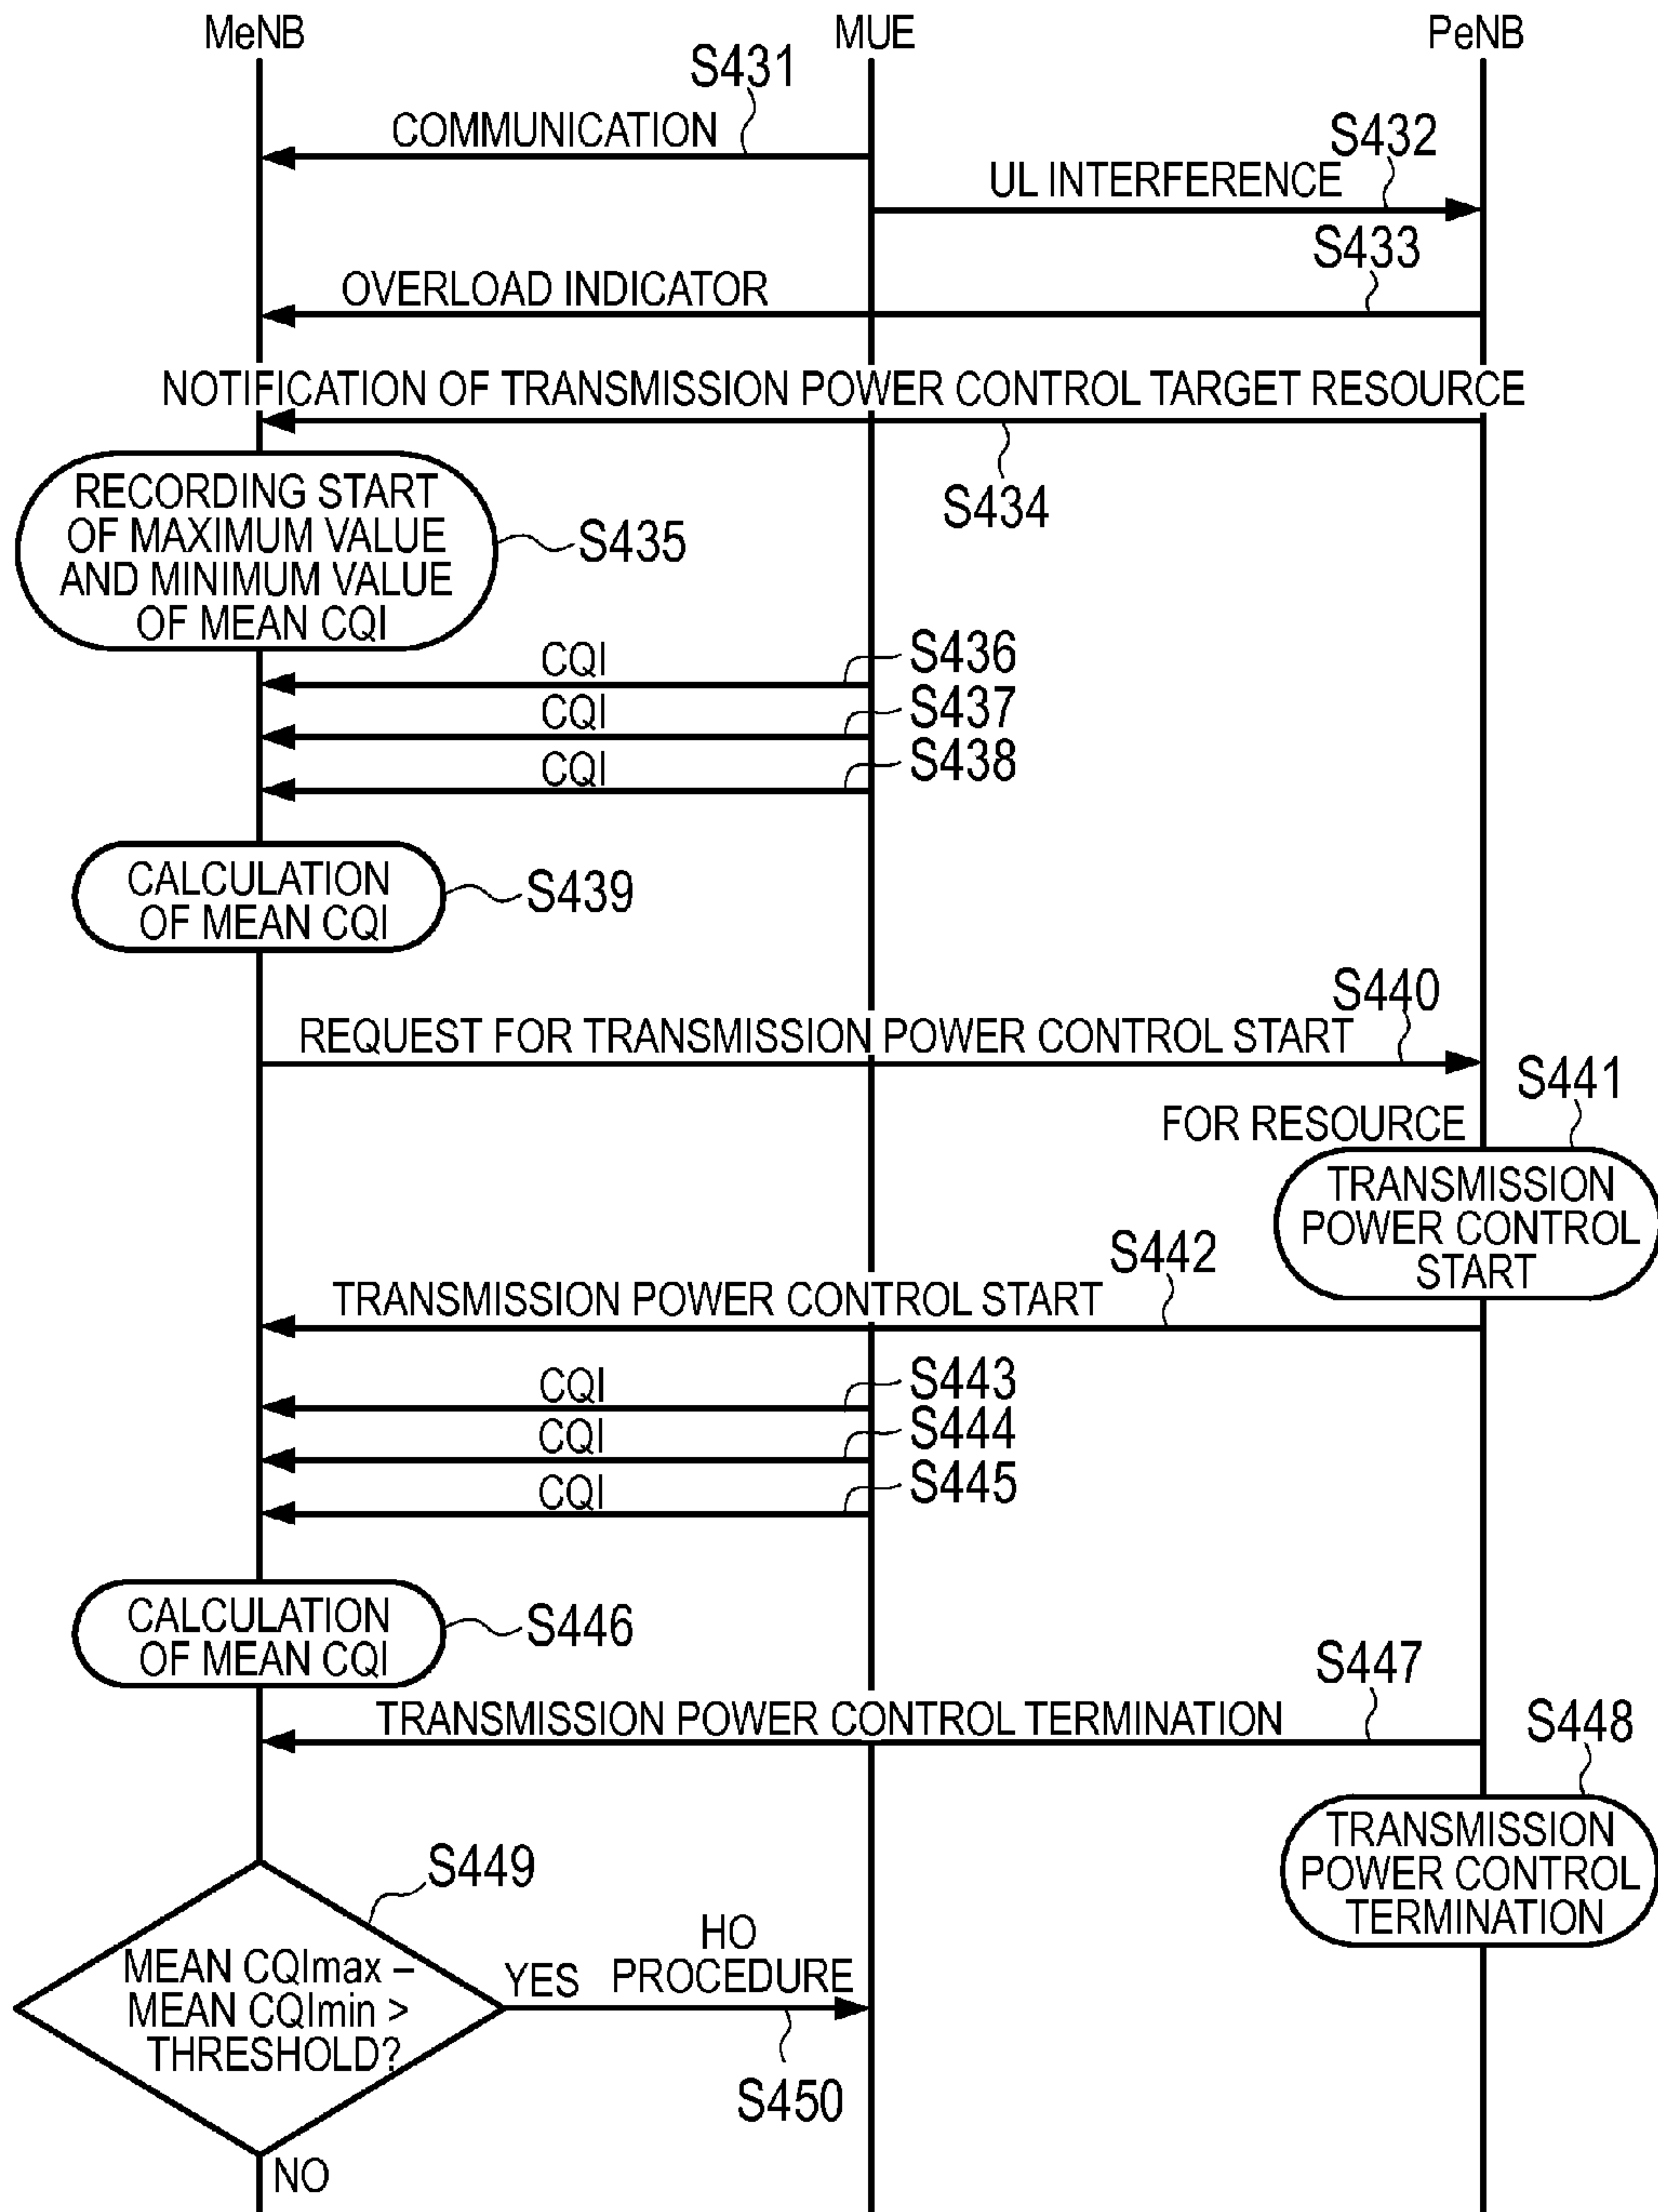 MeNB
MUE
PeNB
S431
COMMUNICATION
S432
UL INTERFERENCE
S433
OVERLOAD INDICATOR
NOTIFICATION OF TRANSMISSION POWER CONTROL TARGET RESOURCE
S434
RECORDING START
OF MAXIMUM VALUE
AND MINIMUM VALUE
OF MEAN CQI
S435
CQI
S436
CQI
S437
CQI
S438
CALCULATION
OF MEAN CQI
S439
S440
REQUEST FOR TRANSMISSION POWER CONTROL START
S441
FOR RESOURCE
TRANSMISSION
POWER CONTROL
START
S442
TRANSMISSION POWER CONTROL START
CQI
S443
CQI
S444
CQI
S445
CALCULATION
OF MEAN CQI
S446
S447
TRANSMISSION POWER CONTROL TERMINATION
S448
TRANSMISSION
POWER CONTROL
TERMINATION
S449
MEAN CQImax –
MEAN CQImin >
THRESHOLD?
YES
HO
PROCEDURE
S450
NO